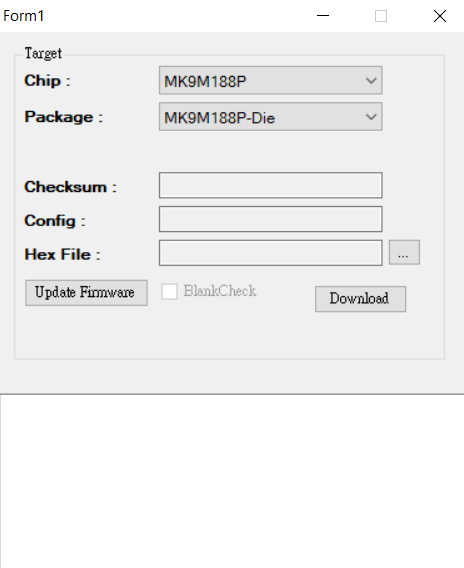 Form1
Target
Chip :
MK9M188P
Package :
MK9M188P-Die
Checksum :
Config :
Hex File :
...
Update Firmware
BlankCheck
Download